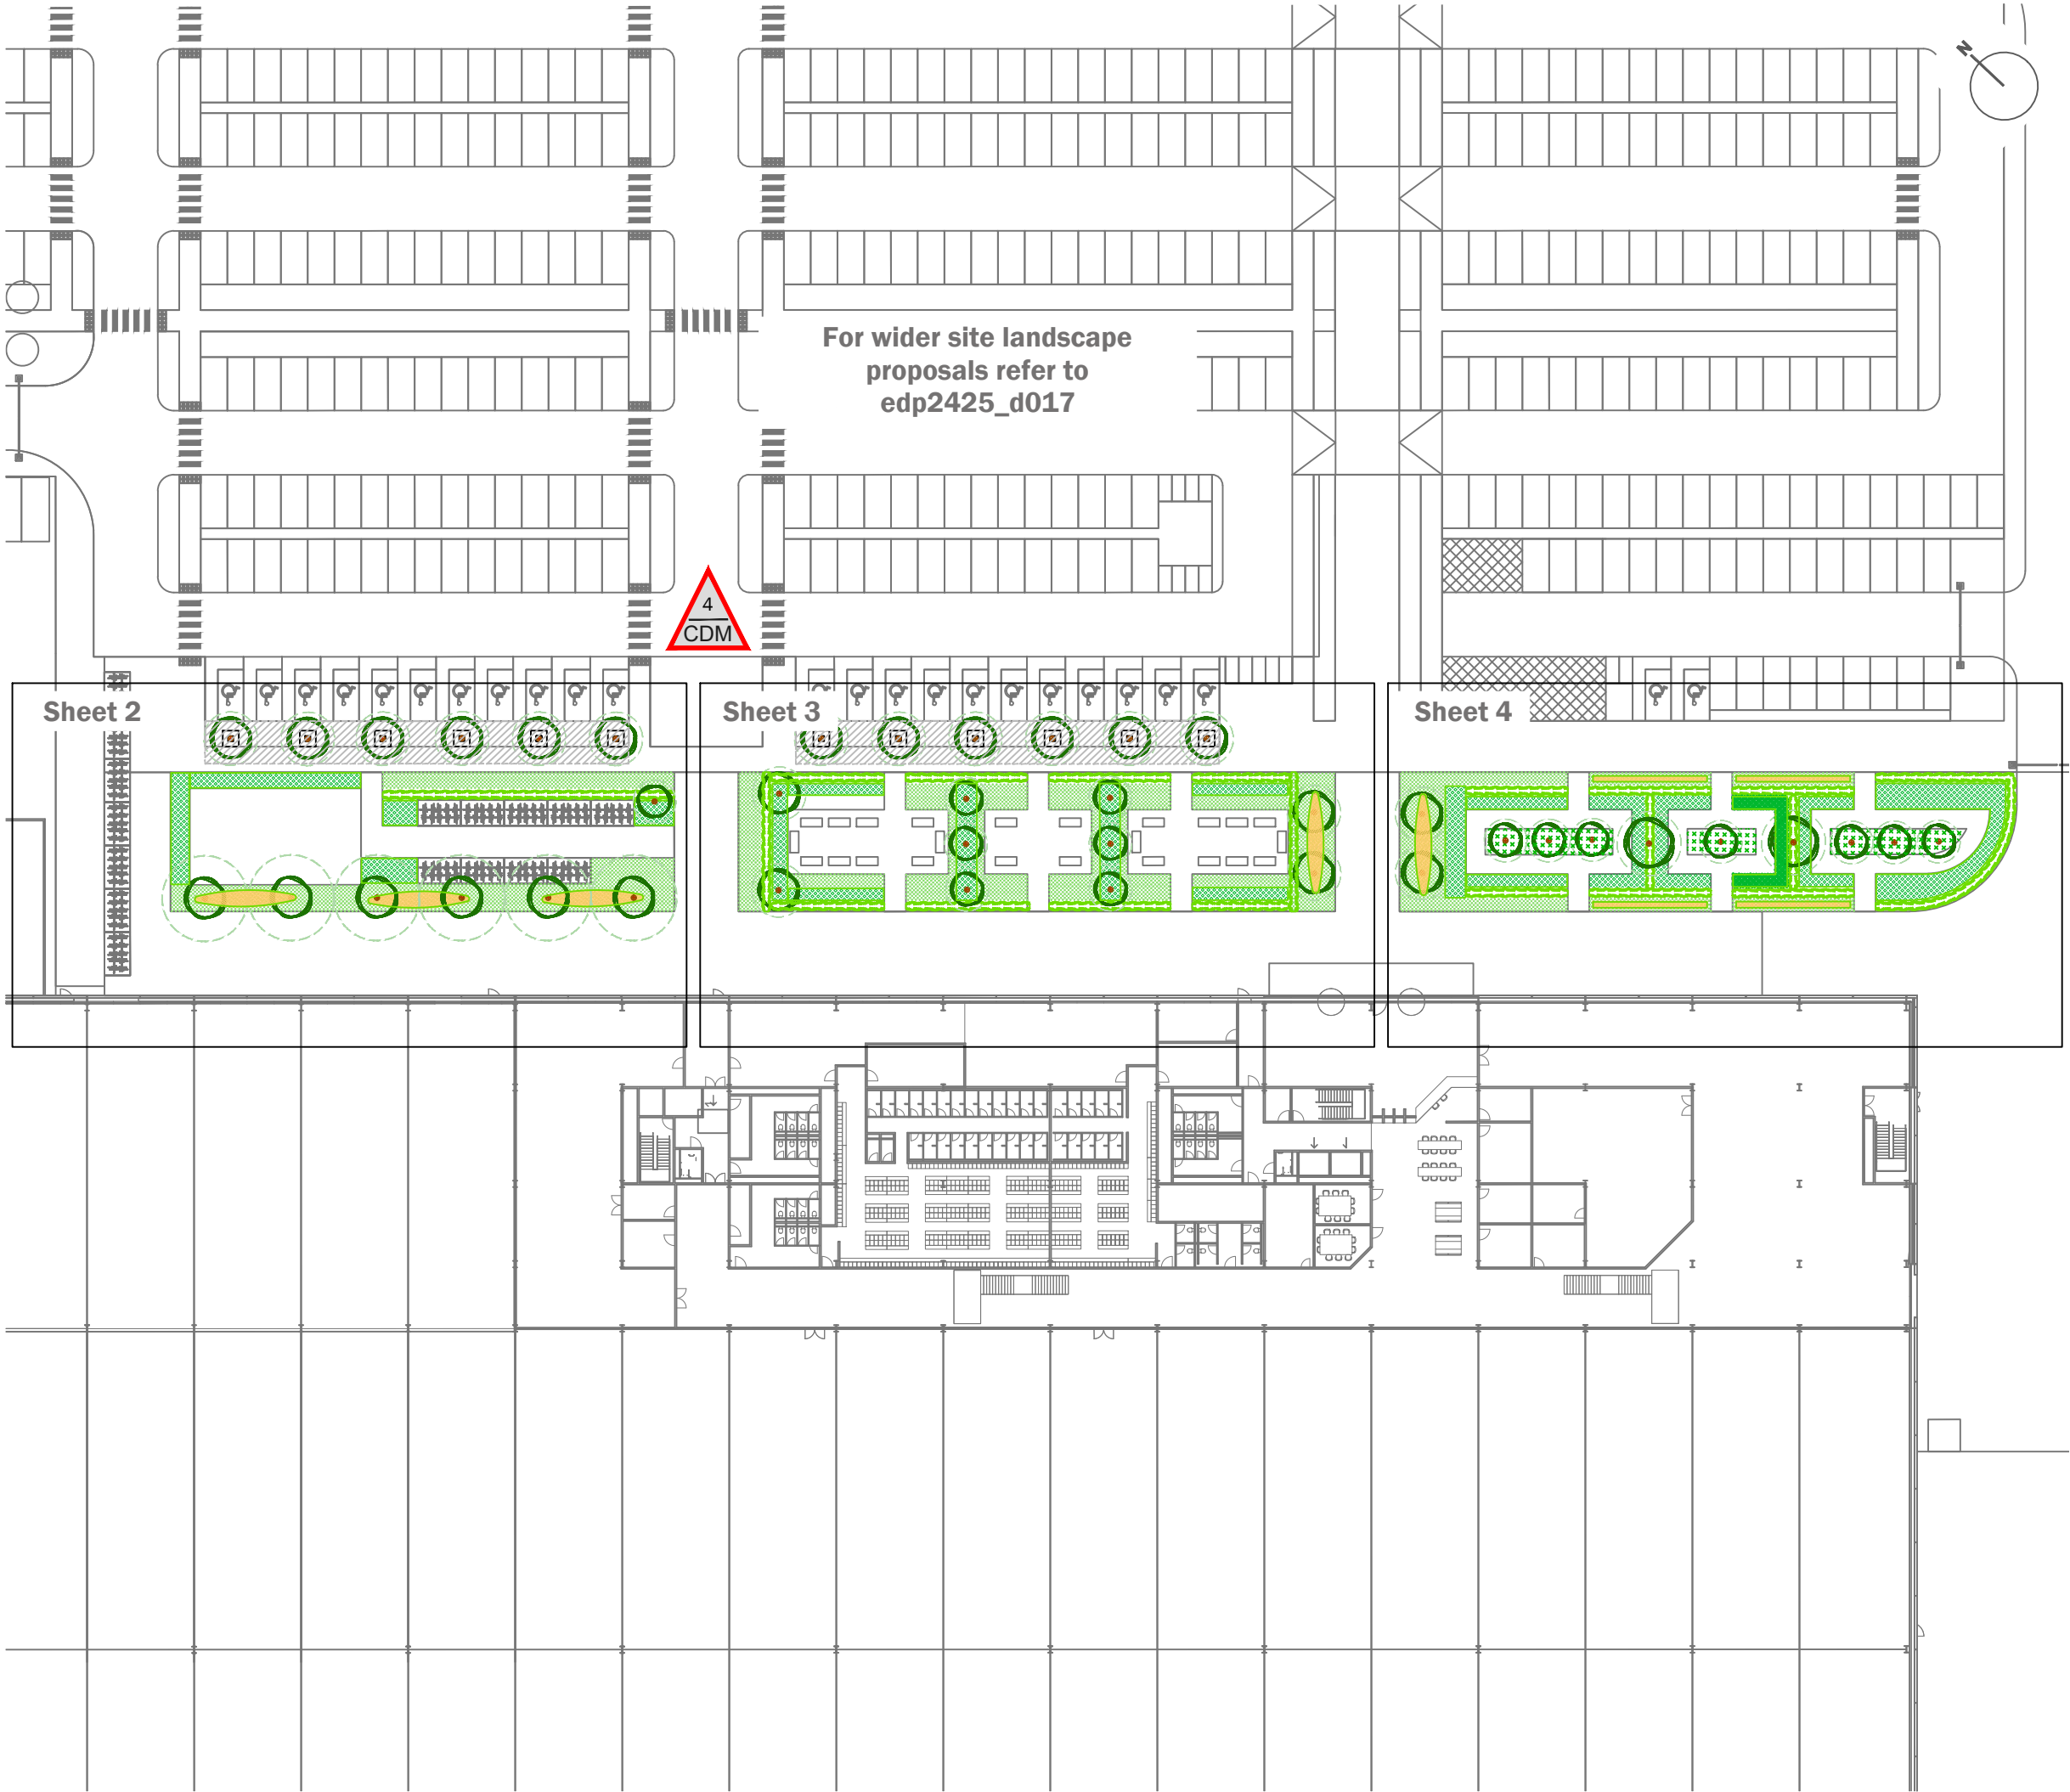 N
For wider site landscape
proposals refer to
edp2425_d017
4
CDM
Sheet 2
Sheet 3
Sheet 4